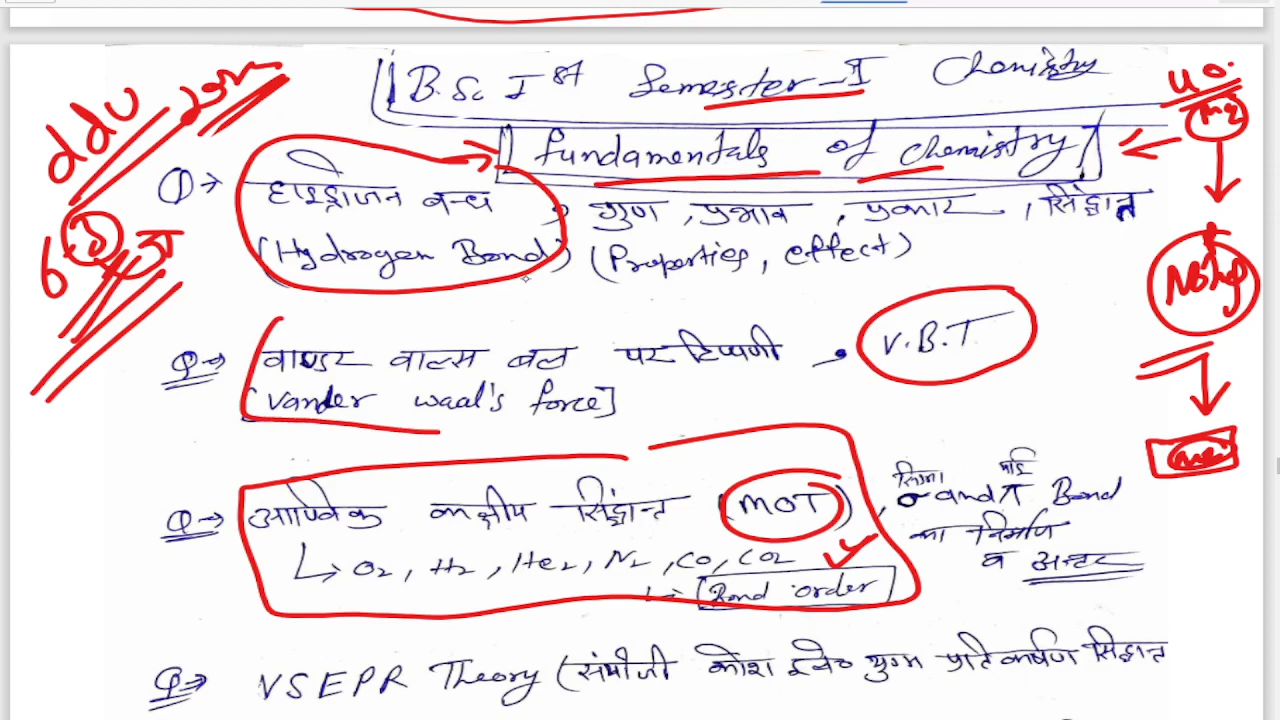 B.Sc Ist Semester-I Chemistry
fundamentals of chemistry
Q→ हाइड्रोजन बन्ध, गुण, प्रभाव, प्रकार, सिद्धांत
(Hydrogen Bond) (Properties, effect)
Q→ वाण्डर वाल्स बल पर टिप्पणी, V.B.T.
[Vander waal's force]
Q→ आण्विक कक्षीय सिद्धान्त (MOT), सिग्मा पाई
σ and π Bond
का निर्माण
व अन्तर
↳ O2, H2, He2, N2, CO, CO2
↳ [Bond order]
Q→ VSEPR Theory (संयोजी कोश इले० युग्म प्रतिकर्षण सिद्धान्त
ddu